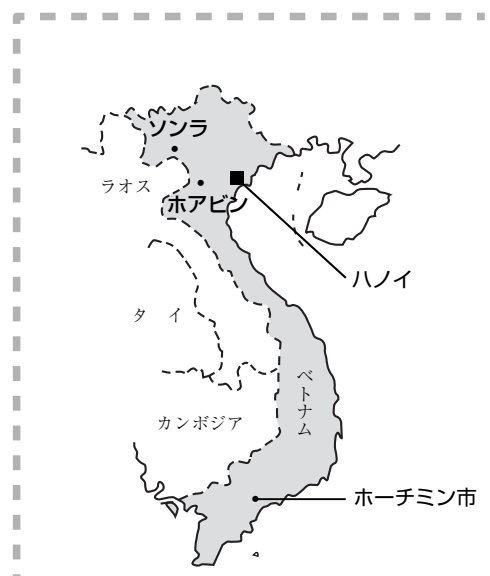 ソンラ
ラオス
ホアビン
ハノイ
タイ
ベトナム
カンボジア
ホーチミン市